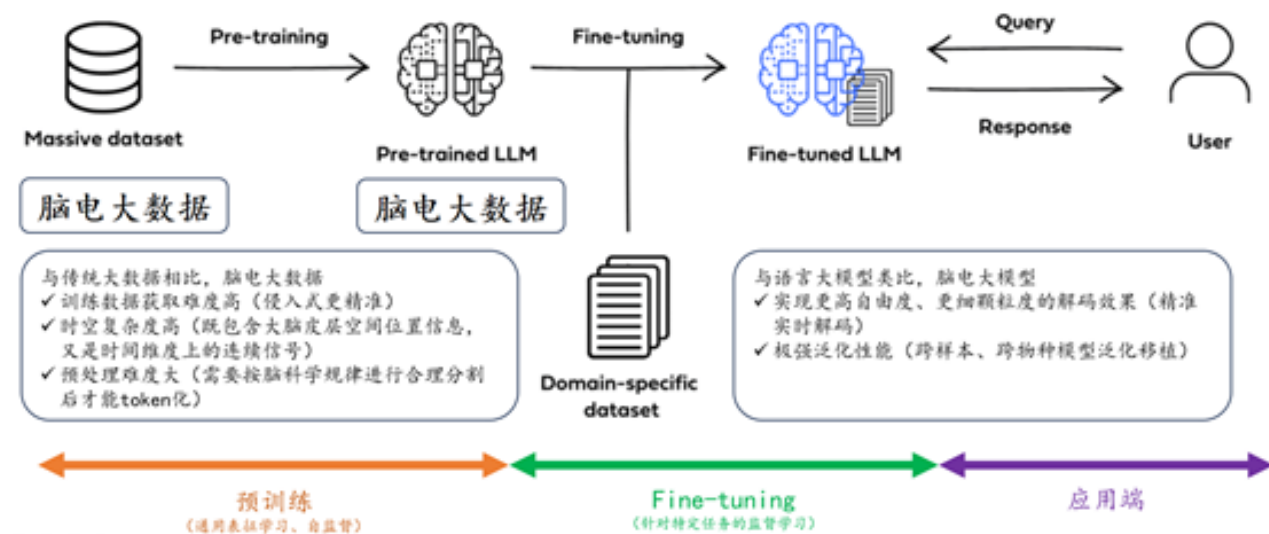 Pre-training
Fine-tuning
Query
Response
Massive dataset
Pre-trained LLM
Fine-tuned LLM
User
脑电大数据
脑电大数据
与传统大数据相比，脑电大数据
✓ 训练数据获取难度高（侵入式更精准）
✓ 时空复杂度高（既包含大脑皮层空间位置信息，
又是时间维度上的连续信号）
✓ 预处理难度大（需要按脑科学规律进行合理分割
后才能token化）
Domain-specific
dataset
与语言大模型类比，脑电大模型
✓ 实现更高自由度、更细颗粒度的解码效果（精准
实时解码）
✓ 极强泛化性能（跨样本、跨物种模型泛化移植）
预训练
（通用表征学习、自监督）
Fine-tuning
（针对特定任务的监督学习）
应用端